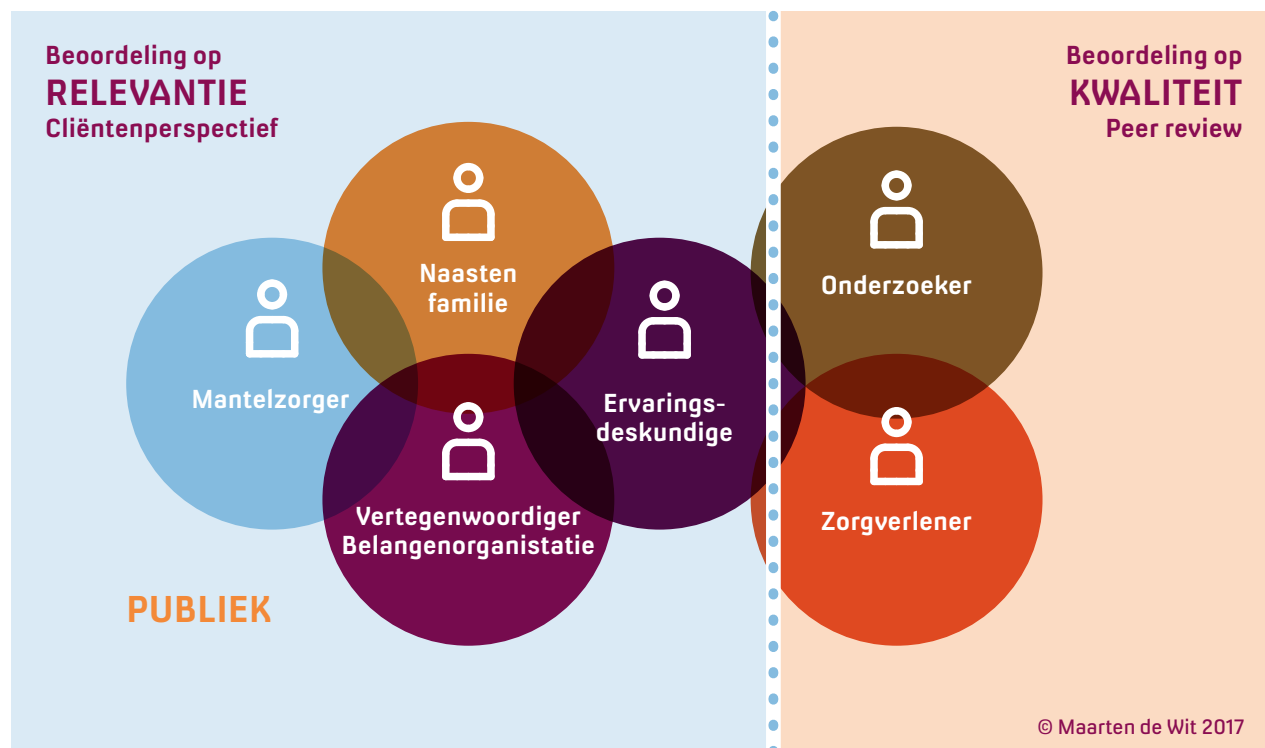 Beoordeling op
RELEVANTIE
Cliëntenperspectief
Beoordeling op
KWALITEIT
Peer review
Naasten
familie
Onderzoeker
Mantelzorger
Ervarings-
deskundige
Vertegenwoordiger
Belangenorganistatie
Zorgverlener
PUBLIEK
© Maarten de Wit 2017